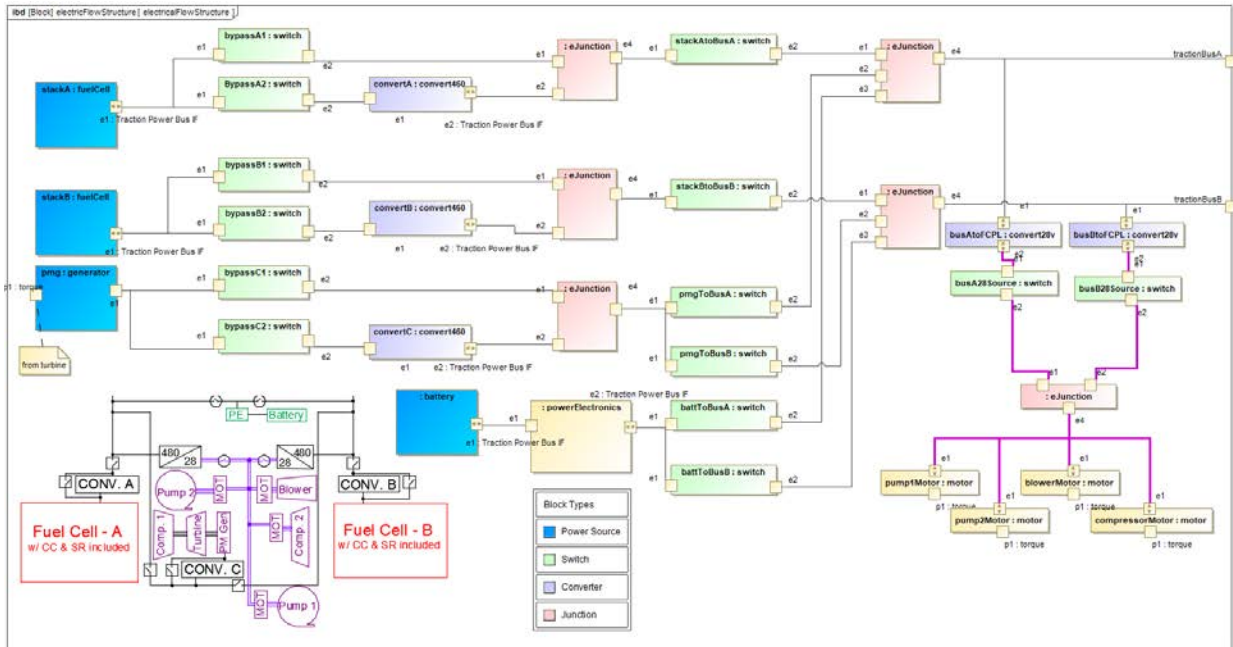 ibd [Block] electricFlowStructure [ electricalFlowStructure ]
bypassA1 : switch
e1
e2
stackA : fuelCell
e1 : Traction Power Bus IF
BypassA2 : switch
e1
e2
convertA : convert460
e1
e2 : Traction Power Bus IF
: eJunction
e1
e2
e4
stackAtoBusA : switch
e1
e2
: eJunction
e1
e2
e3
e4
tractionBusA
bypassB1 : switch
e1
e2
stackB : fuelCell
e1 : Traction Power Bus IF
bypassB2 : switch
e1
e2
convertB : convert460
e1
e2 : Traction Power Bus IF
: eJunction
e1
e2
e4
stackBtoBusB : switch
e1
e2
: eJunction
e1
e2
e3
e4
tractionBusB
e1
e1
busAtoFCPL : convert28v
busBtoFCPL : convert28v
busA28Source : switch
busB28Source : switch
e2
e2
pmg : generator
p1 : torque
e1
from turbine
bypassC1 : switch
e1
e2
bypassC2 : switch
e1
e2
convertC : convert460
e1
e2 : Traction Power Bus IF
: eJunction
e1
e2
e4
pmgToBusA : switch
e1
e2
pmgToBusB : switch
e1
e2
: battery
e1 : Traction Power Bus IF
e1
: powerElectronics
e2 : Traction Power Bus IF
battToBusA : switch
e1
e2
battToBusB : switch
e1
e2
e1
e2
: eJunction
e4
e1
e1
pump1Motor : motor
blowerMotor : motor
p1 : torque
p1 : torque
e1
e1
pump2Motor : motor
compressorMotor : motor
p1 : torque
p1 : torque
PE
Battery
480
28
480
28
CONV. A
CONV. B
Pump 2
MOT
Blower
Fuel Cell - A
w/ CC & SR included
Comp. 1
Turbine
PM Gen
MOT
Comp. 2
Fuel Cell - B
w/ CC & SR included
CONV. C
MOT
Pump 1
Block Types
Power Source
Switch
Converter
Junction